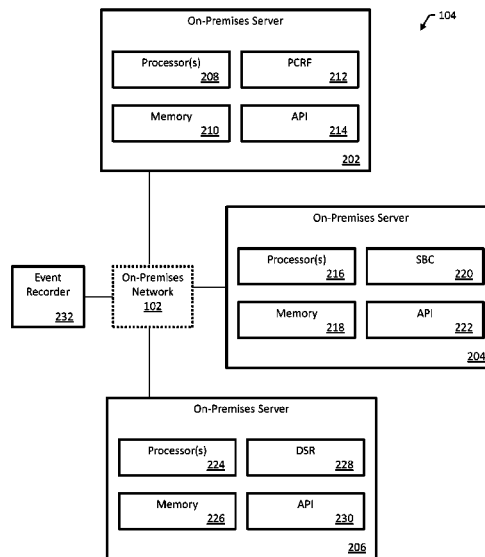 104
On-Premises Server
Processor(s)
208
PCRF
212
Memory
210
API
214
202
On-Premises Server
Processor(s)
216
SBC
220
Memory
218
API
222
204
Event
Recorder
232
On-Premises
Network
102
On-Premises Server
Processor(s)
224
DSR
228
Memory
226
API
230
206